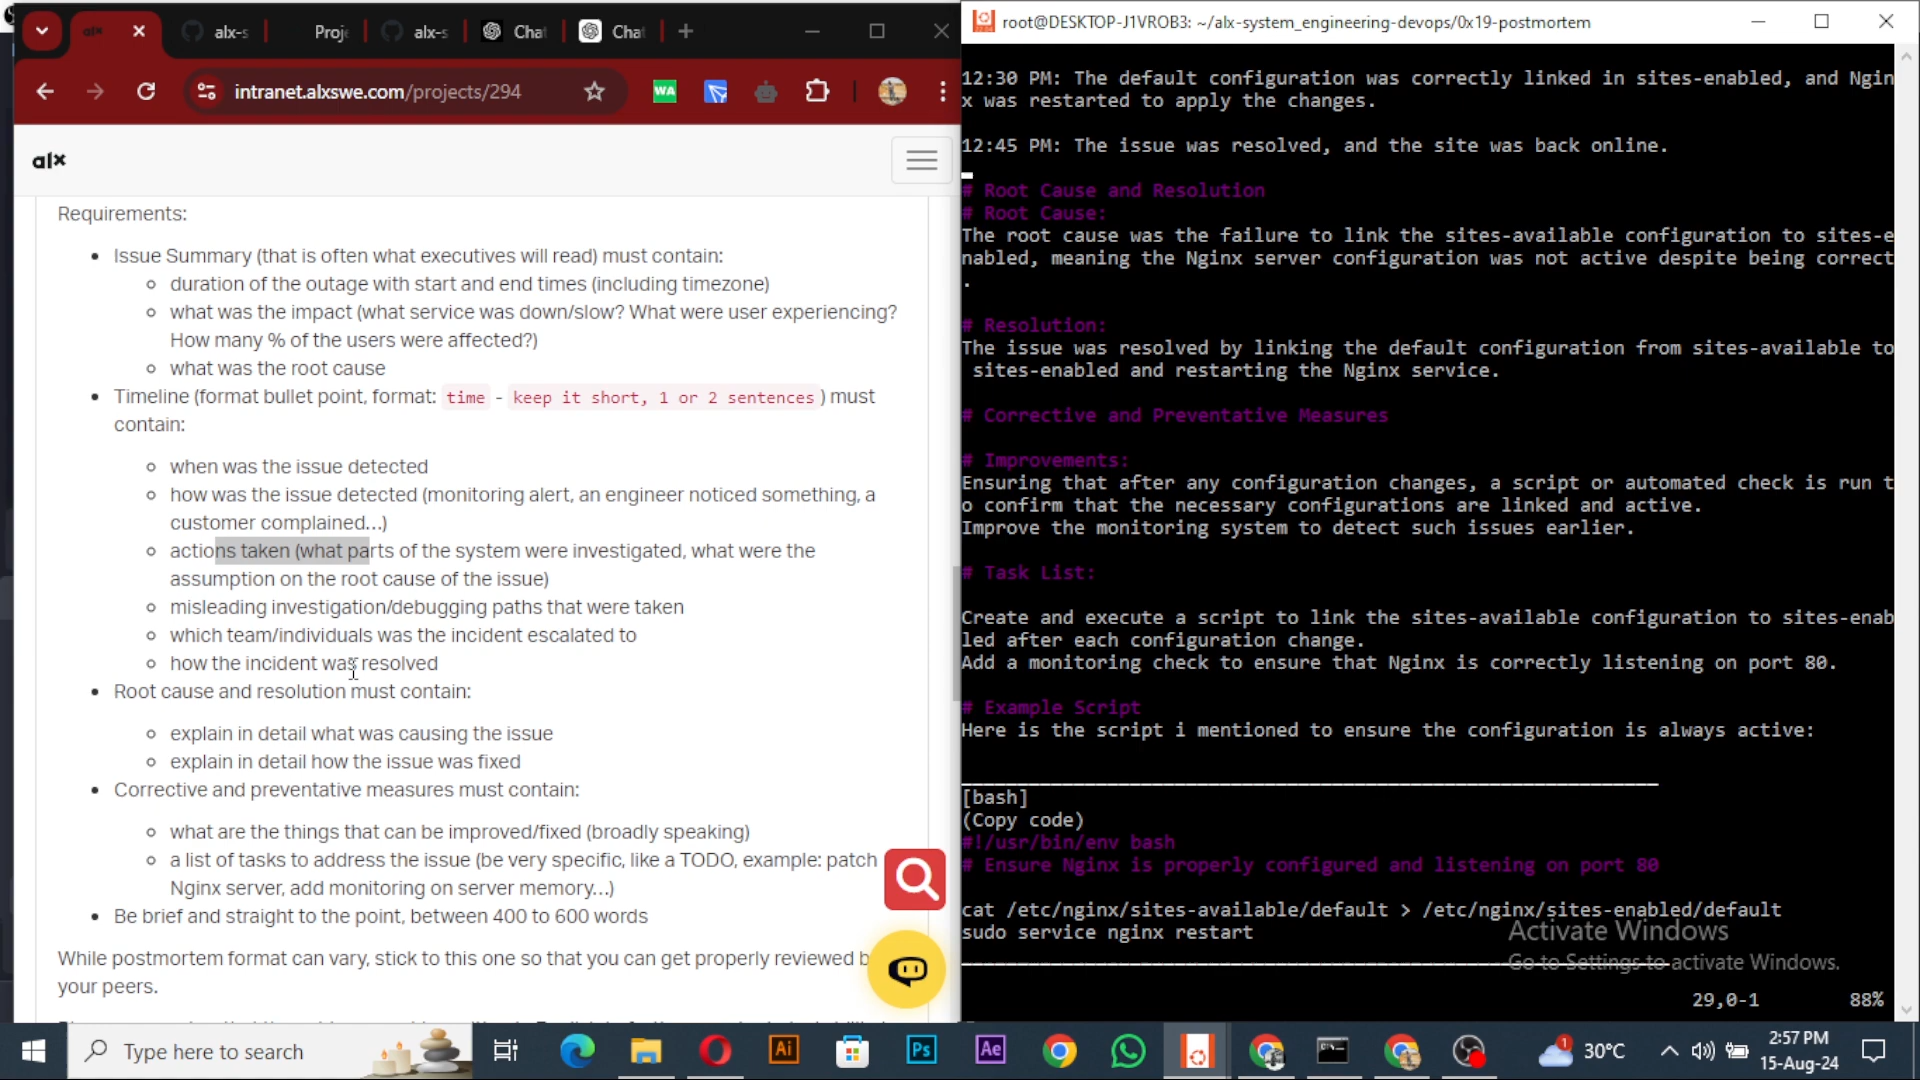 alx-s
Proj
alx-s
Chat
Chat
root@DESKTOP-J1VROB3: ~/alx-system_engineering-devops/0x19-postmortem
intranet.alxswe.com/projects/294
WA
alx
Requirements:
Issue Summary (that is often what executives will read) must contain:
duration of the outage with start and end times (including timezone)
what was the impact (what service was down/slow? What were user experiencing?
How many % of the users were affected?)
what was the root cause
Timeline (format bullet point, format: time - keep it short, 1 or 2 sentences ) must
contain:
when was the issue detected
how was the issue detected (monitoring alert, an engineer noticed something, a
customer complained…)
actions taken (what parts of the system were investigated, what were the
assumption on the root cause of the issue)
misleading investigation/debugging paths that were taken
which team/individuals was the incident escalated to
how the incident was resolved
Root cause and resolution must contain:
explain in detail what was causing the issue
explain in detail how the issue was fixed
Corrective and preventative measures must contain:
what are the things that can be improved/fixed (broadly speaking)
a list of tasks to address the issue (be very specific, like a TODO, example: patch
Nginx server, add monitoring on server memory…)
Be brief and straight to the point, between 400 to 600 words
While postmortem format can vary, stick to this one so that you can get properly reviewed b
your peers.
12:30 PM: The default configuration was correctly linked in sites-enabled, and Ngin
x was restarted to apply the changes.
12:45 PM: The issue was resolved, and the site was back online.
# Root Cause and Resolution
# Root Cause:
The root cause was the failure to link the sites-available configuration to sites-e
nabled, meaning the Nginx server configuration was not active despite being correct
.
# Resolution:
The issue was resolved by linking the default configuration from sites-available to
sites-enabled and restarting the Nginx service.
# Corrective and Preventative Measures
# Improvements:
Ensuring that after any configuration changes, a script or automated check is run t
o confirm that the necessary configurations are linked and active.
Improve the monitoring system to detect such issues earlier.
# Task List:
Create and execute a script to link the sites-available configuration to sites-enab
led after each configuration change.
Add a monitoring check to ensure that Nginx is correctly listening on port 80.
# Example Script
Here is the script i mentioned to ensure the configuration is always active:
[bash]
(Copy code)
#!/usr/bin/env bash
# Ensure Nginx is properly configured and listening on port 80
cat /etc/nginx/sites-available/default > /etc/nginx/sites-enabled/default
sudo service nginx restart
Activate Windows
Go to Settings to activate Windows.
29,0-1 88%
Type here to search
Ai
Ps
Ae
1
30°C
2:57 PM
15-Aug-24